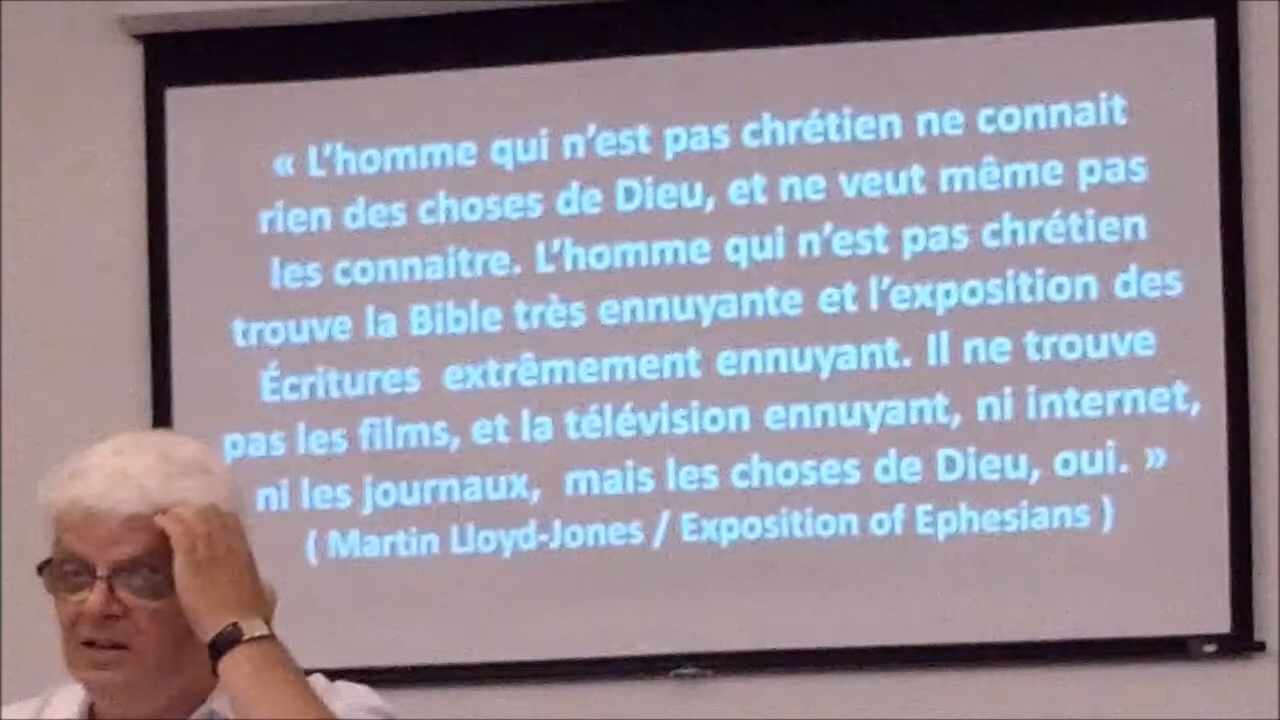 « L'homme qui n'est pas chrétien ne connait
rien des choses de Dieu, et ne veut même pas
les connaitre. L'homme qui n'est pas chrétien
trouve la Bible très ennuyante et l'exposition des
Écritures extrêmement ennuyant. Il ne trouve
pas les films, et la télévision ennuyant, ni internet,
ni les journaux, mais les choses de Dieu, oui. »
( Martin Lloyd-Jones / Exposition of Ephesians )